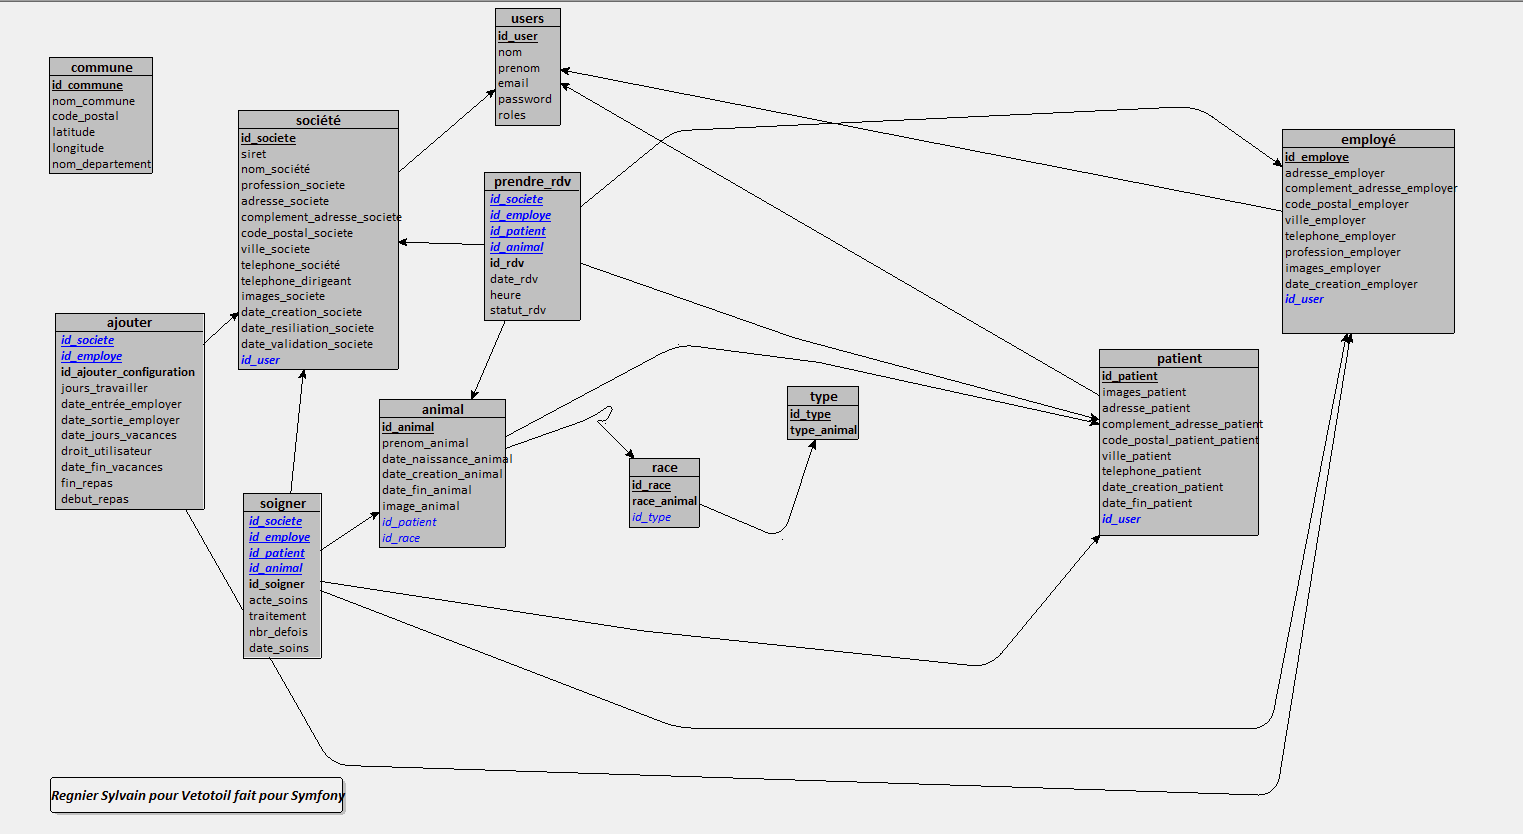 users
id_user
nom
prenom
email
password
roles
commune
id_commune
nom_commune
code_postal
latitude
longitude
nom_departement
société
id_societe
siret
nom_société
profession_societe
adresse_societe
complement_adresse_societe
code_postal_societe
ville_societe
telephone_société
telephone_dirigeant
images_societe
date_creation_societe
date_resiliation_societe
date_validation_societe
id_user
prendre_rdv
id_societe
id_employe
id_patient
id_animal
id_rdv
date_rdv
heure
statut_rdv
employé
id_employe
adresse_employer
complement_adresse_employer
code_postal_employer
ville_employer
telephone_employer
profession_employer
images_employer
date_creation_employer
id_user
ajouter
id_societe
id_employe
id_ajouter_configuration
jours_travailler
date_entrée_employer
date_sortie_employer
date_jours_vacances
droit_utilisateur
date_fin_vacances
fin_repas
debut_repas
animal
id_animal
prenom_animal
date_naissance_animal
date_creation_animal
date_fin_animal
image_animal
id_patient
id_race
type
id_type
type_animal
race
id_race
race_animal
id_type
patient
id_patient
images_patient
adresse_patient
complement_adresse_patient
code_postal_patient_patient
ville_patient
telephone_patient
date_creation_patient
date_fin_patient
id_user
soigner
id_societe
id_employe
id_patient
id_animal
id_soigner
acte_soins
traitement
nbr_defois
date_soins
Regnier Sylvain pour Vetotoil fait pour Symfony